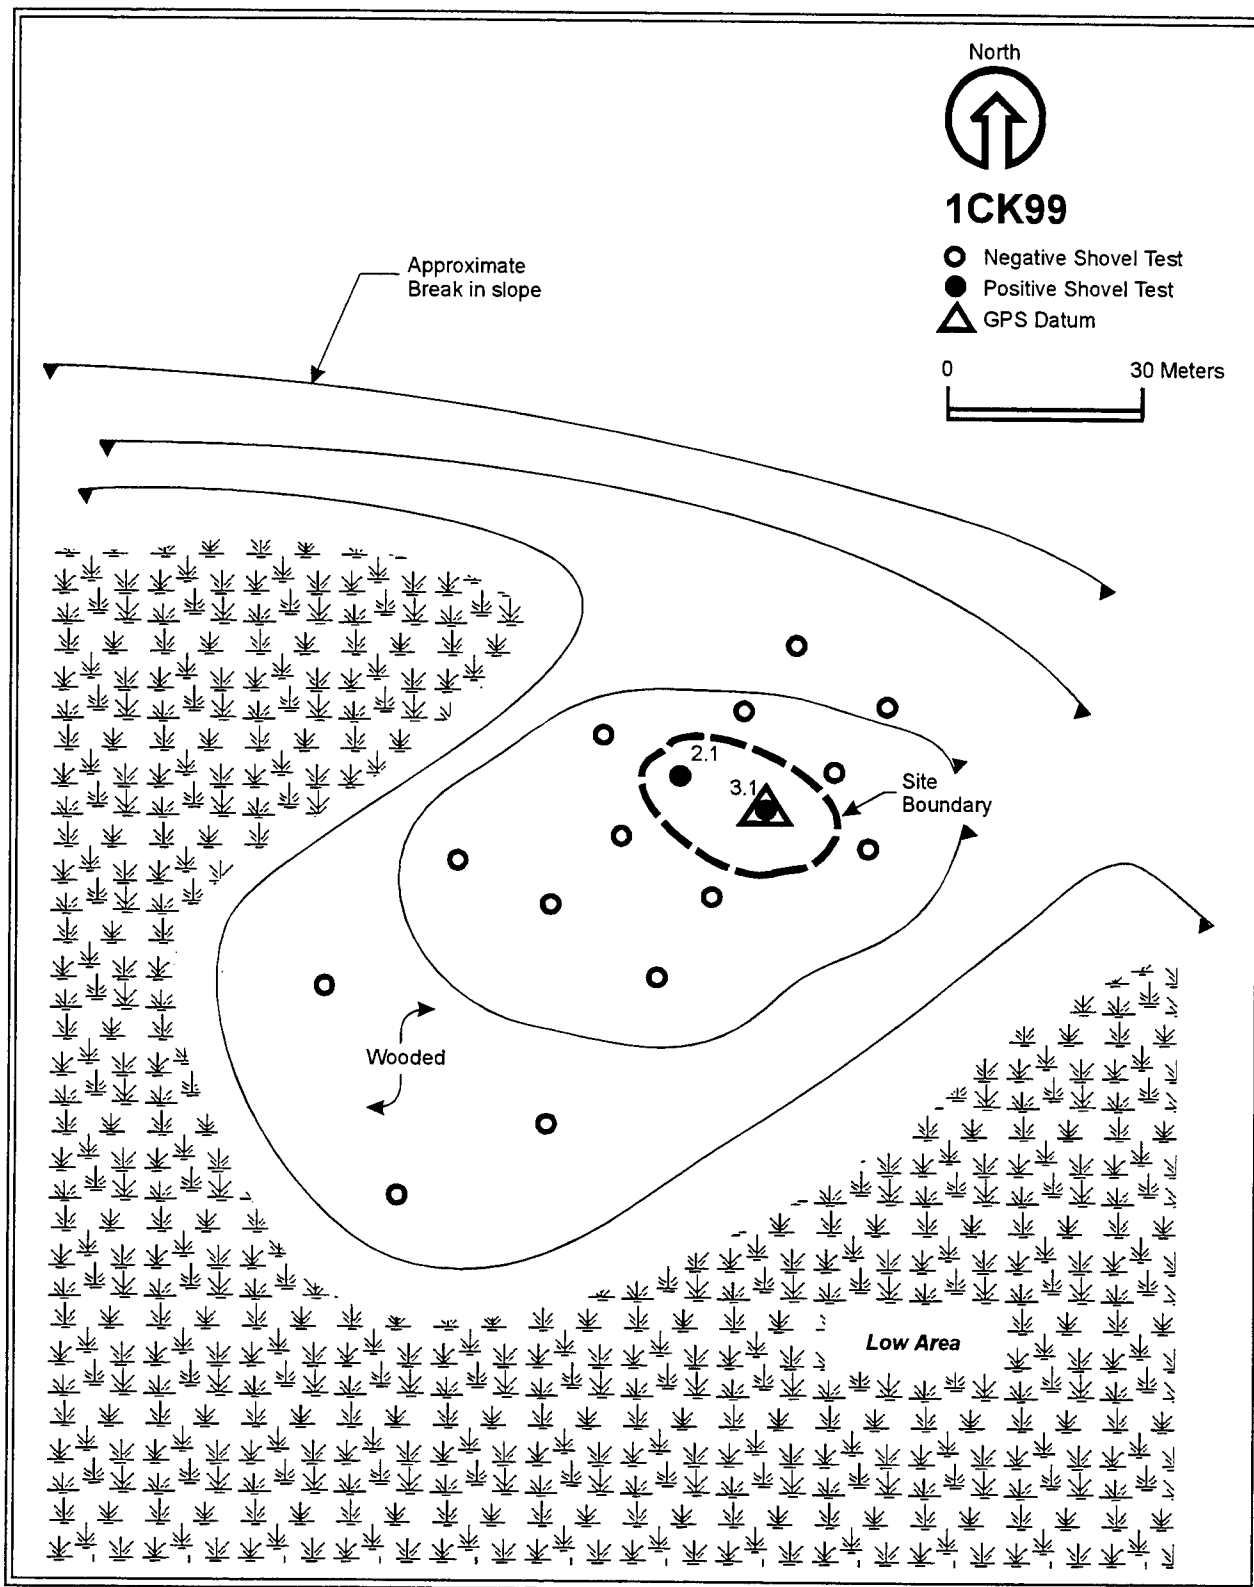 North
1CK99
Negative Shovel Test
Positive Shovel Test
GPS Datum
0 30 Meters
Approximate
Break in slope
2.1
3.1
Site
Boundary
Wooded
Low Area